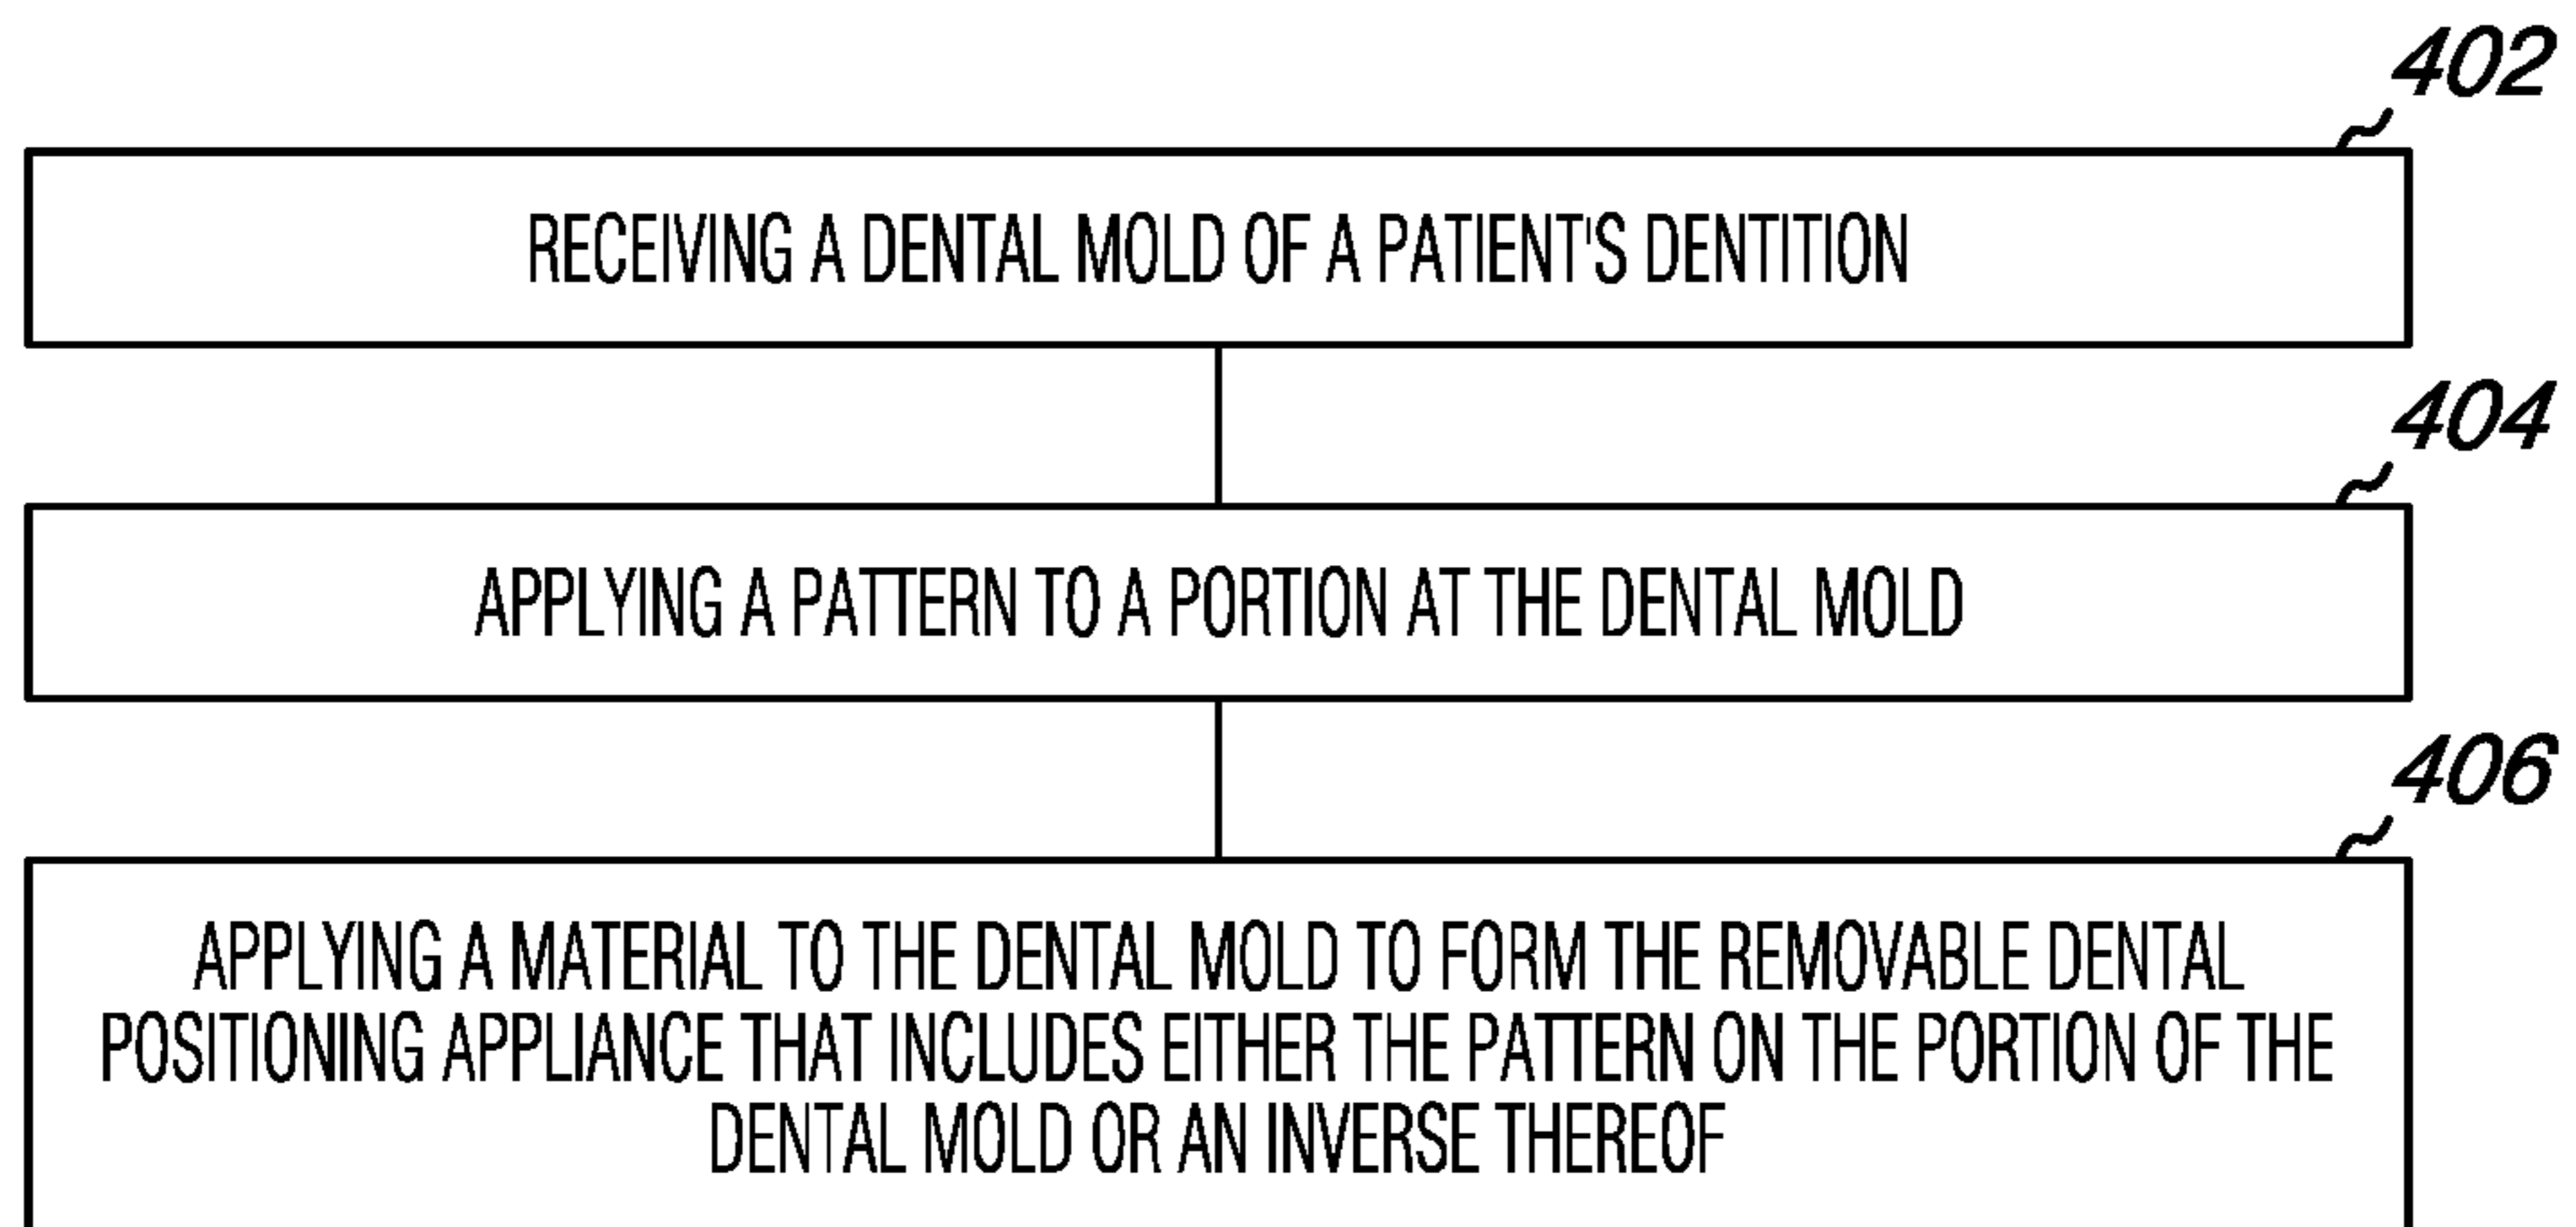 402
RECEIVING A DENTAL MOLD OF A PATIENT'S DENTITION
404
APPLYING A PATTERN TO A PORTION AT THE DENTAL MOLD
406
APPLYING A MATERIAL TO THE DENTAL MOLD TO FORM THE REMOVABLE DENTAL
POSITIONING APPLIANCE THAT INCLUDES EITHER THE PATTERN ON THE PORTION OF THE
DENTAL MOLD OR AN INVERSE THEREOF